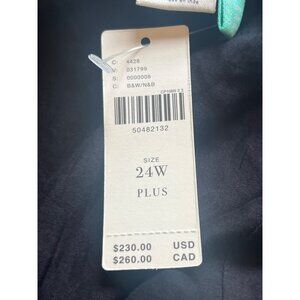 C: 4428
V: 031799
S: 0000008
C: B&W/N&B
50482132
SIZE
24W
PLUS
$230.00 USD
$260.00 CAD